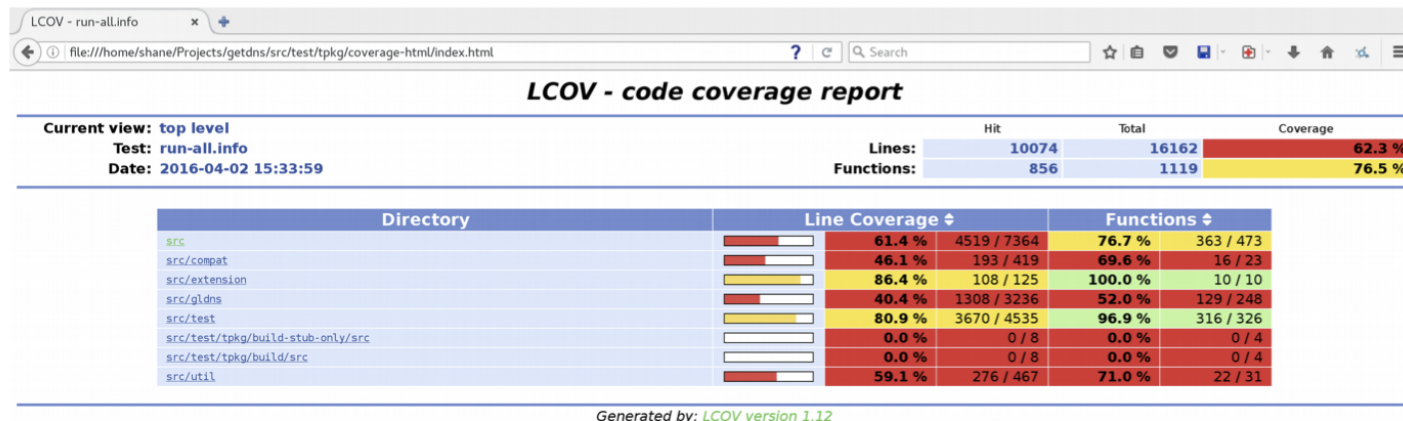 LCOV - run-all.info
file:///home/shane/Projects/getdns/src/test/tpkg/coverage-html/index.html ? Search
LCOV - code coverage report
Current view: top level Hit Total Coverage
Test: run-all.info Lines: 10074 16162 62.3 %
Date: 2016-04-02 15:33:59 Functions: 856 1119 76.5 %
Directory Line Coverage Functions
src 61.4 % 4519 / 7364 76.7 % 363 / 473
src/compat 46.1 % 193 / 419 69.6 % 16 / 23
src/extension 86.4 % 108 / 125 100.0 % 10 / 10
src/gldns 40.4 % 1308 / 3236 52.0 % 129 / 248
src/test 80.9 % 3670 / 4535 96.9 % 316 / 326
src/test/tpkg/build-stub-only/src 0.0 % 0 / 8 0.0 % 0 / 4
src/test/tpkg/build/src 0.0 % 0 / 8 0.0 % 0 / 4
src/util 59.1 % 276 / 467 71.0 % 22 / 31
Generated by: LCOV version 1.12